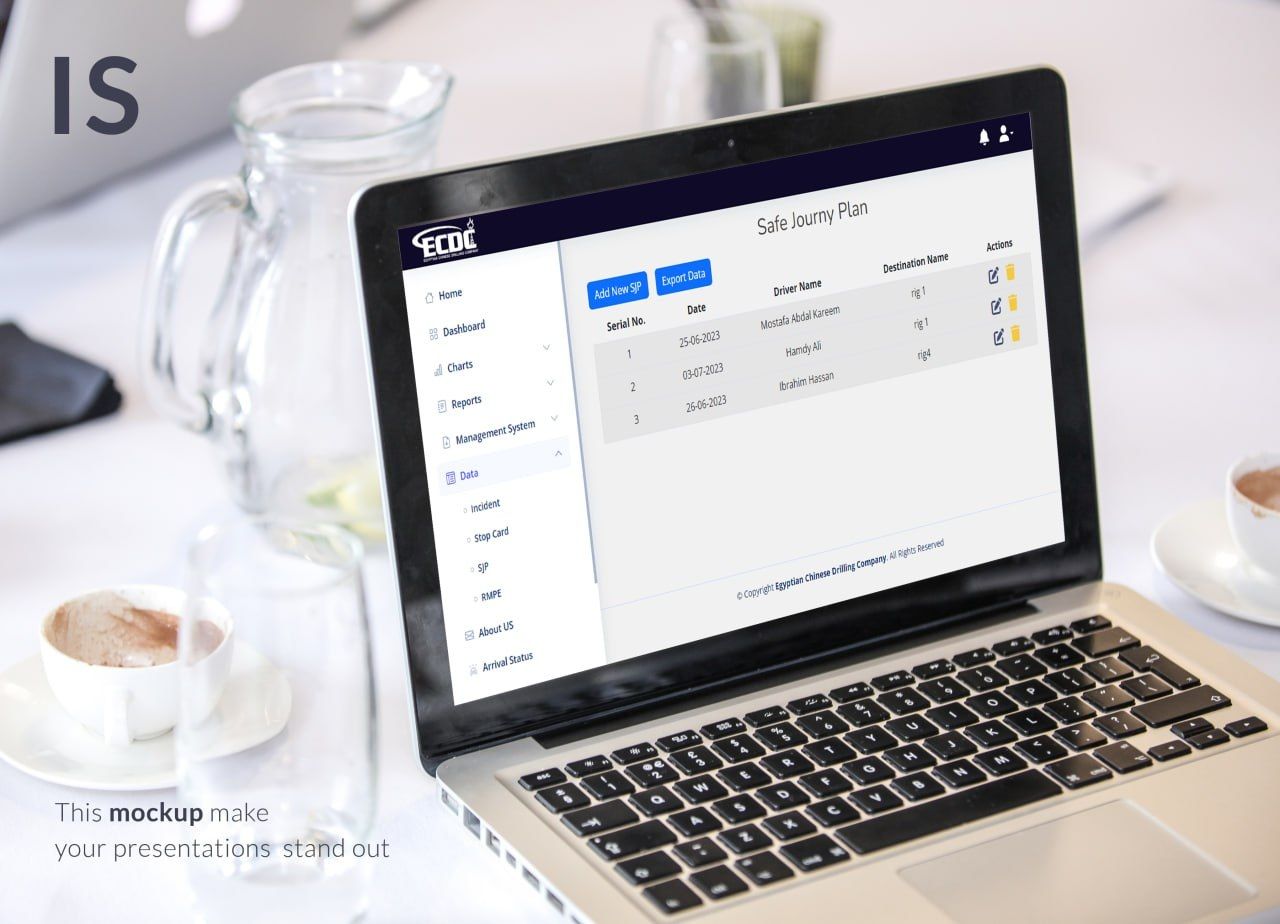 IS
ECDC
EGYPTIAN CHINESE DRILLING COMPANY
Home
Dashboard
Charts
Reports
Management System
Data
Incident
Stop Card
SJP
RMPE
About US
Arrival Status
Safe Journy Plan
Add New SJP Export Data
Serial No. Date Driver Name Destination Name Actions
1 25-06-2023 Mostafa Abdal Kareem rig 1
2 03-07-2023 Hamdy Ali rig 1
3 26-06-2023 Ibrahim Hassan rig4
© Copyright Egyptian Chinese Drilling Company. All Rights Reserved
This mockup make
your presentations stand out
esc
Q W E R T Y U I O P
A S D F G H J K L
Z X C V B N M